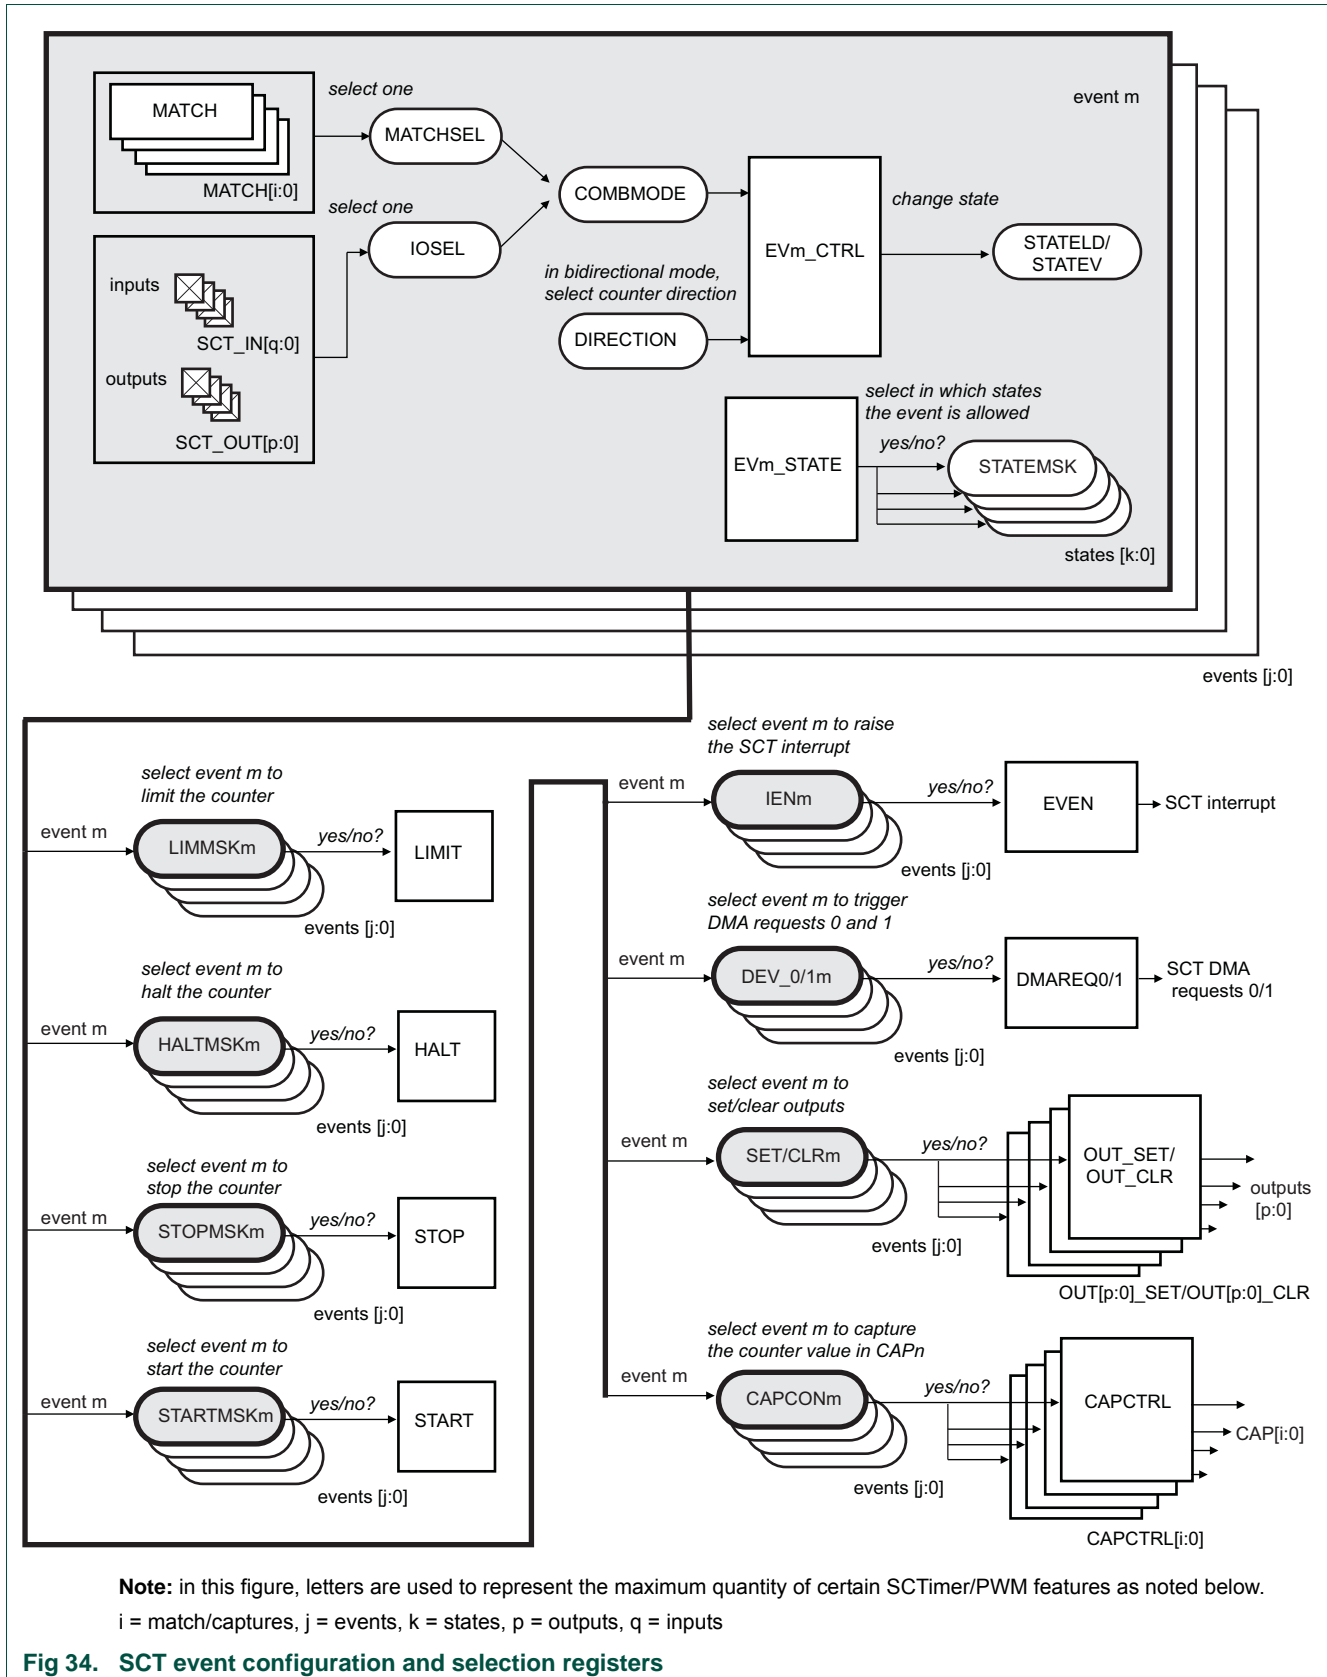 event m
select one
MATCH
MATCHSEL
MATCH[i:0]
select one
COMBMODE
change state
IOSEL
EVm_CTRL
STATELD/
STATEV
inputs
in bidirectional mode,
select counter direction
SCT_IN[q:0]
DIRECTION
outputs
SCT_OUT[p:0]
select in which states
the event is allowed
yes/no?
EVm_STATE
STATEMSK
states [k:0]
events [j:0]
select event m to
limit the counter
event m
LIMMSKm
yes/no?
LIMIT
events [j:0]
select event m to
halt the counter
event m
HALTMSKm
yes/no?
HALT
events [j:0]
select event m to
stop the counter
event m
STOPMSKm
yes/no?
STOP
events [j:0]
select event m to
start the counter
event m
STARTMSKm
yes/no?
START
events [j:0]
select event m to raise
the SCT interrupt
event m
IENm
yes/no?
EVEN
SCT interrupt
events [j:0]
select event m to trigger
DMA requests 0 and 1
event m
DEV_0/1m
yes/no?
DMAREQ0/1
SCT DMA
requests 0/1
events [j:0]
select event m to
set/clear outputs
event m
SET/CLRm
yes/no?
OUT_SET/
OUT_CLR
outputs
[p:0]
events [j:0]
OUT[p:0]_SET/OUT[p:0]_CLR
select event m to capture
the counter value in CAPn
event m
CAPCONm
yes/no?
CAPCTRL
CAP[i:0]
events [j:0]
CAPCTRL[i:0]
Note: in this figure, letters are used to represent the maximum quantity of certain SCTimer/PWM features as noted below.
i = match/captures, j = events, k = states, p = outputs, q = inputs
Fig 34. SCT event configuration and selection registers